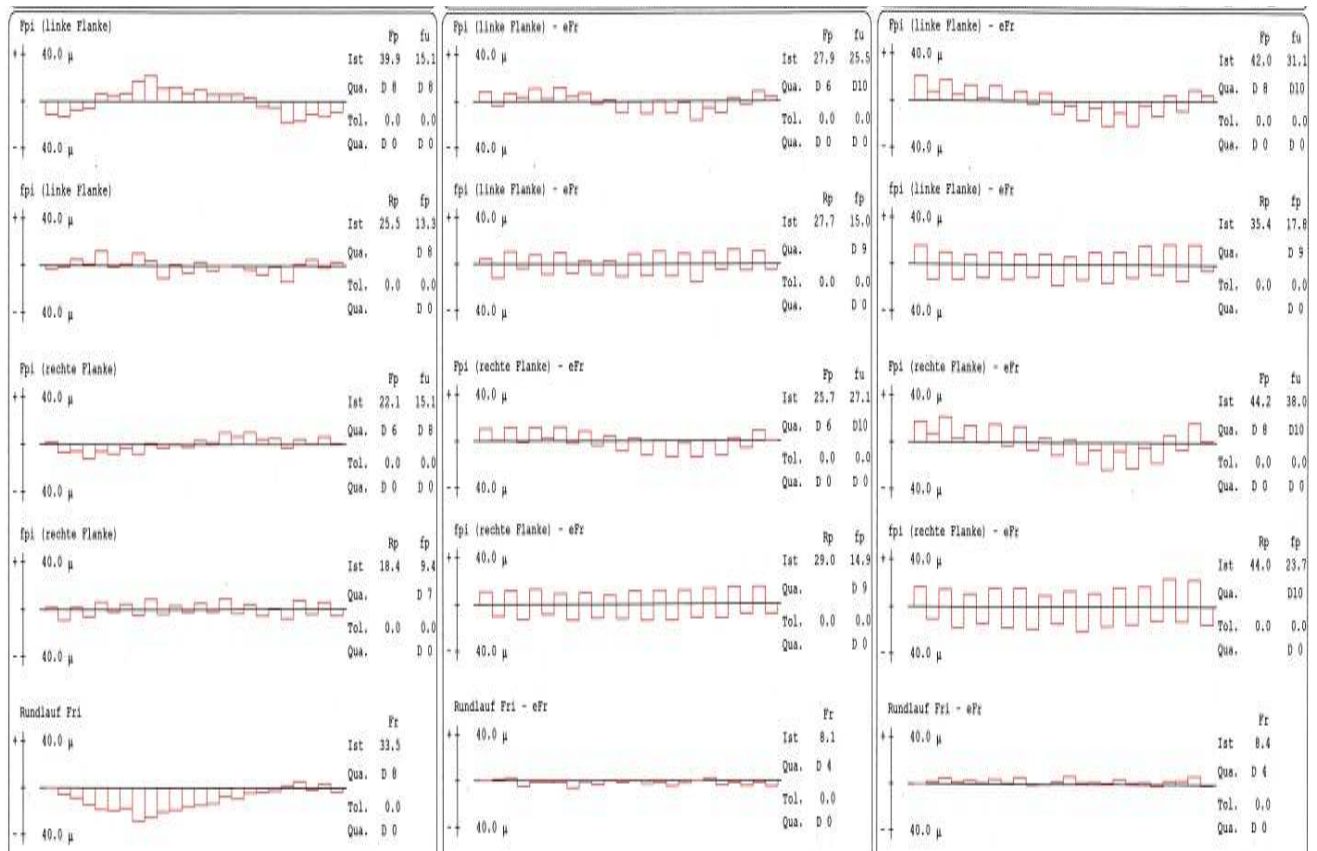 Fpi (linke Flanke)
Fp fu
+ 40.0 µ
Ist 39.9 15.1
Qua. D 8 D 8
Tol. 0.0 0.0
Qua. D 0 D 0
- 40.0 µ
fpi (linke Flanke)
Rp fp
+ 40.0 µ
Ist 25.5 13.3
Qua. D 8
Tol. 0.0 0.0
Qua. D 0
- 40.0 µ
Fpi (rechte Flanke)
Fp fu
+ 40.0 µ
Ist 22.1 15.1
Qua. D 6 D 8
Tol. 0.0 0.0
Qua. D 0 D 0
- 40.0 µ
fpi (rechte Flanke)
Rp fp
+ 40.0 µ
Ist 18.4 9.4
Qua. D 7
Tol. 0.0 0.0
Qua. D 0
- 40.0 µ
Rundlauf Fri
Fr
+ 40.0 µ
Ist 33.5
Qua. D 8
Tol. 0.0
Qua. D 0
- 40.0 µ
Fpi (linke Flanke) - eFr
Fp fu
+ 40.0 µ
Ist 27.9 25.5
Qua. D 6 D10
Tol. 0.0 0.0
Qua. D 0 D 0
- 40.0 µ
fpi (linke Flanke) - eFr
Rp fp
+ 40.0 µ
Ist 27.7 15.0
Qua. D 9
Tol. 0.0 0.0
Qua. D 0
- 40.0 µ
Fpi (rechte Flanke) - eFr
Fp fu
+ 40.0 µ
Ist 25.7 27.1
Qua. D 6 D10
Tol. 0.0 0.0
Qua. D 0 D 0
- 40.0 µ
fpi (rechte Flanke) - eFr
Rp fp
+ 40.0 µ
Ist 29.0 14.9
Qua. D 9
Tol. 0.0 0.0
Qua. D 0
- 40.0 µ
Rundlauf Fri - eFr
Fr
+ 40.0 µ
Ist 8.1
Qua. D 4
Tol. 0.0
Qua. D 0
- 40.0 µ
Fpi (linke Flanke) - eFr
Fp fu
+ 40.0 µ
Ist 42.0 31.1
Qua. D 8 D10
Tol. 0.0 0.0
Qua. D 0 D 0
- 40.0 µ
fpi (linke Flanke) - eFr
Rp fp
+ 40.0 µ
Ist 35.4 17.8
Qua. D 9
Tol. 0.0 0.0
Qua. D 0
- 40.0 µ
Fpi (rechte Flanke) - eFr
Fp fu
+ 40.0 µ
Ist 44.2 38.0
Qua. D 8 D10
Tol. 0.0 0.0
Qua. D 0 D 0
- 40.0 µ
fpi (rechte Flanke) - eFr
Rp fp
+ 40.0 µ
Ist 44.0 23.7
Qua. D10
Tol. 0.0 0.0
Qua. D 0
- 40.0 µ
Rundlauf Fri - eFr
Fr
+ 40.0 µ
Ist 8.4
Qua. D 4
Tol. 0.0
Qua. D 0
- 40.0 µ